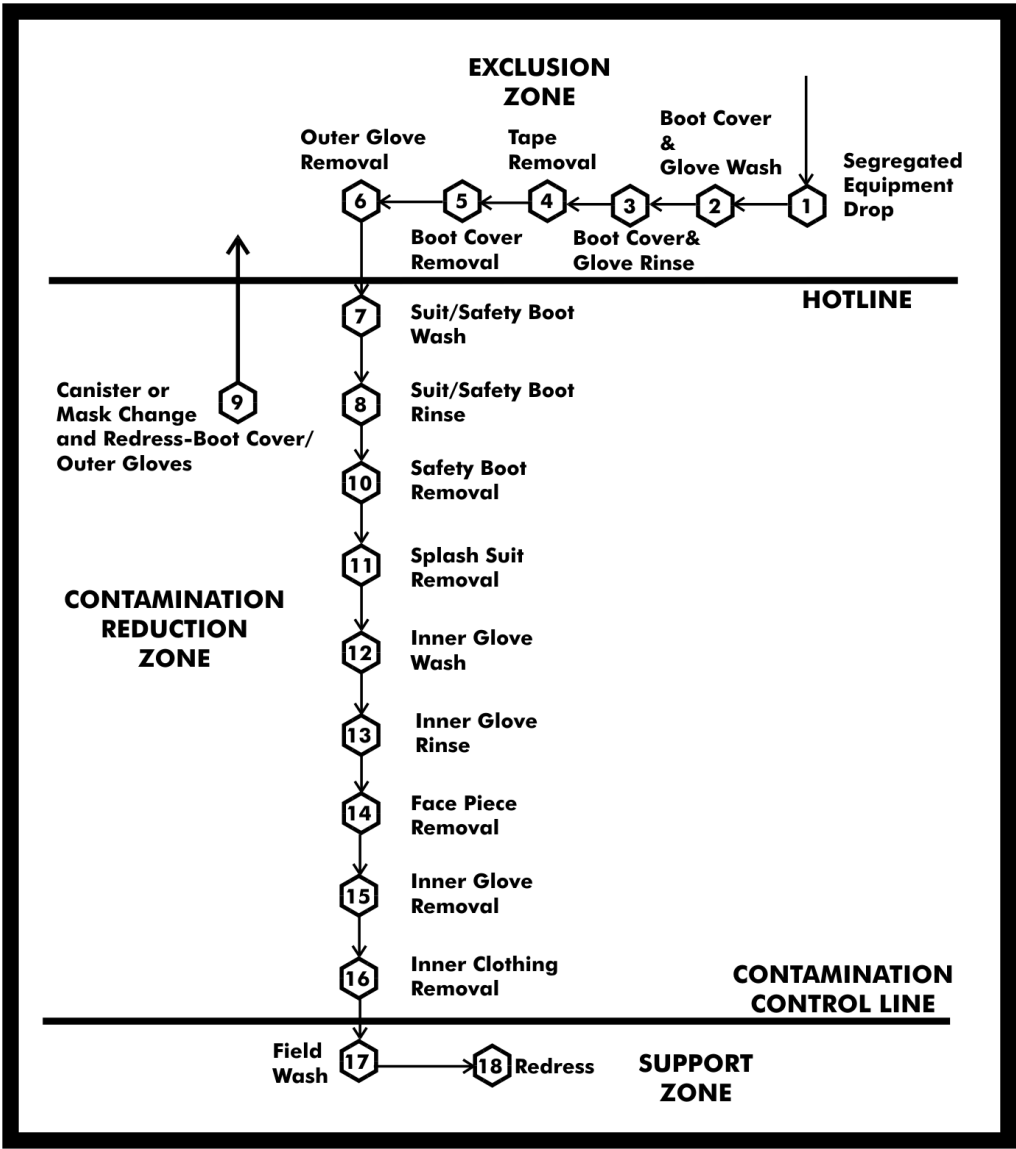 EXCLUSION
ZONE
Outer Glove
Removal
Tape
Removal
Boot Cover
&
Glove Wash
Segregated
Equipment
Drop
6
5
4
3
2
1
Boot Cover
Removal
Boot Cover&
Glove Rinse
HOTLINE
7
Suit/Safety Boot
Wash
Canister or
Mask Change
and Redress-Boot Cover/
Outer Gloves
9
8
Suit/Safety Boot
Rinse
10
Safety Boot
Removal
11
Splash Suit
Removal
CONTAMINATION
REDUCTION
ZONE
12
Inner Glove
Wash
13
Inner Glove
Rinse
14
Face Piece
Removal
15
Inner Glove
Removal
16
Inner Clothing
Removal
CONTAMINATION
CONTROL LINE
Field
Wash
17
18
Redress
SUPPORT
ZONE